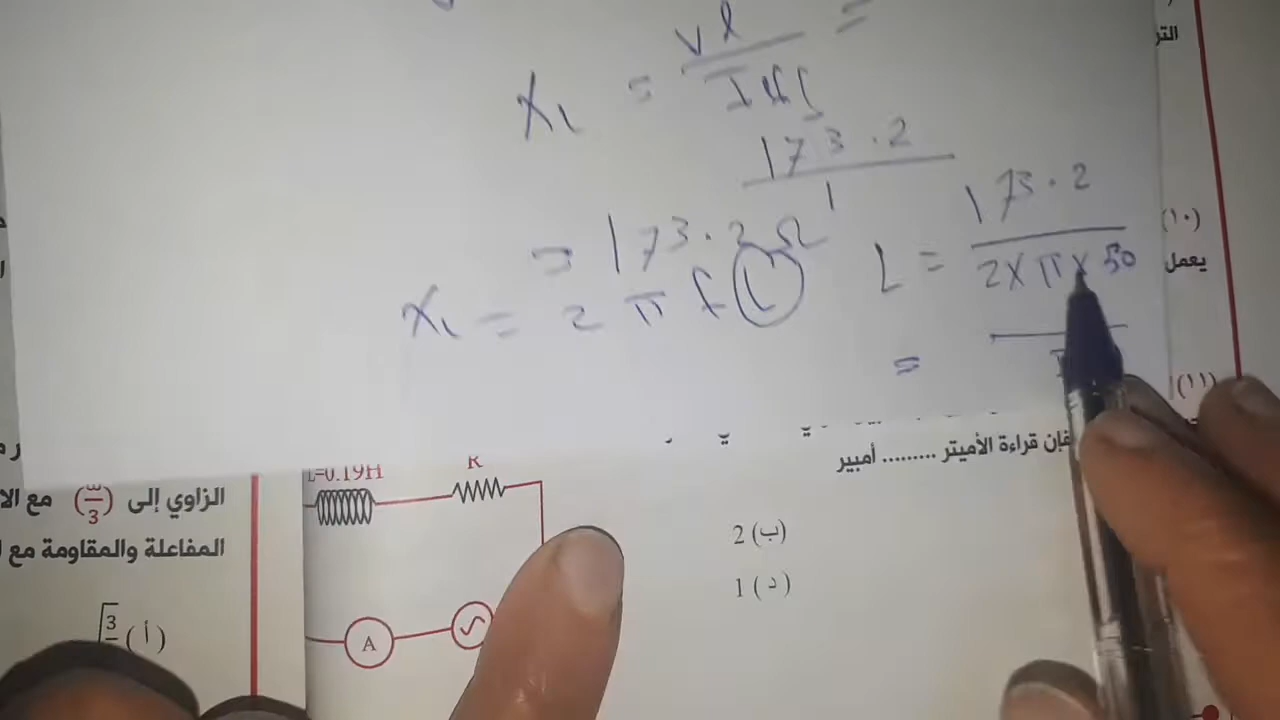 XL = Vl / Ieff =
173.2 / 1
= 173.2 Ω
XL = 2 π f L
L = 173.2 / 2 × π × 50
=
(١٠)
يعمل
(١١)
فإن قراءة الأميتر ......... أمبير
(ب) 2
(د) 1
L=0.19H
R
A
الزاوي إلى (ω/3) مع الا
المفاعلة والمقاومة مع ا
(أ) √3